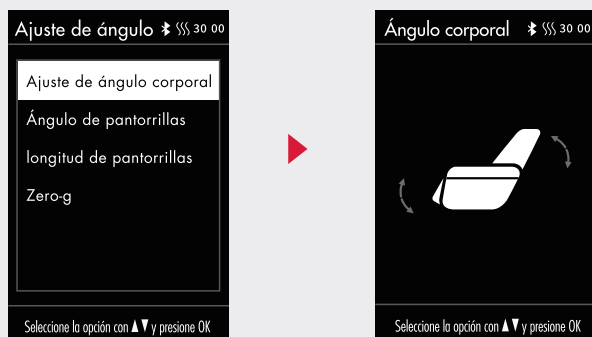 Ajuste de ángulo 30 00
Ajuste de ángulo corporal
Ángulo de pantorrillas
longitud de pantorrillas
Zero-g
Seleccione la opción con ▲▼ y presione OK
Ángulo corporal 30 00
Seleccione la opción con ▲▼ y presione OK